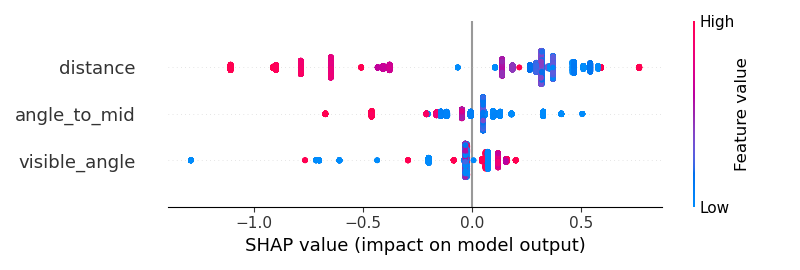 High
distance
angle_to_mid
visible_angle
Feature value
Low
−1.0 −0.5 0.0 0.5
SHAP value (impact on model output)